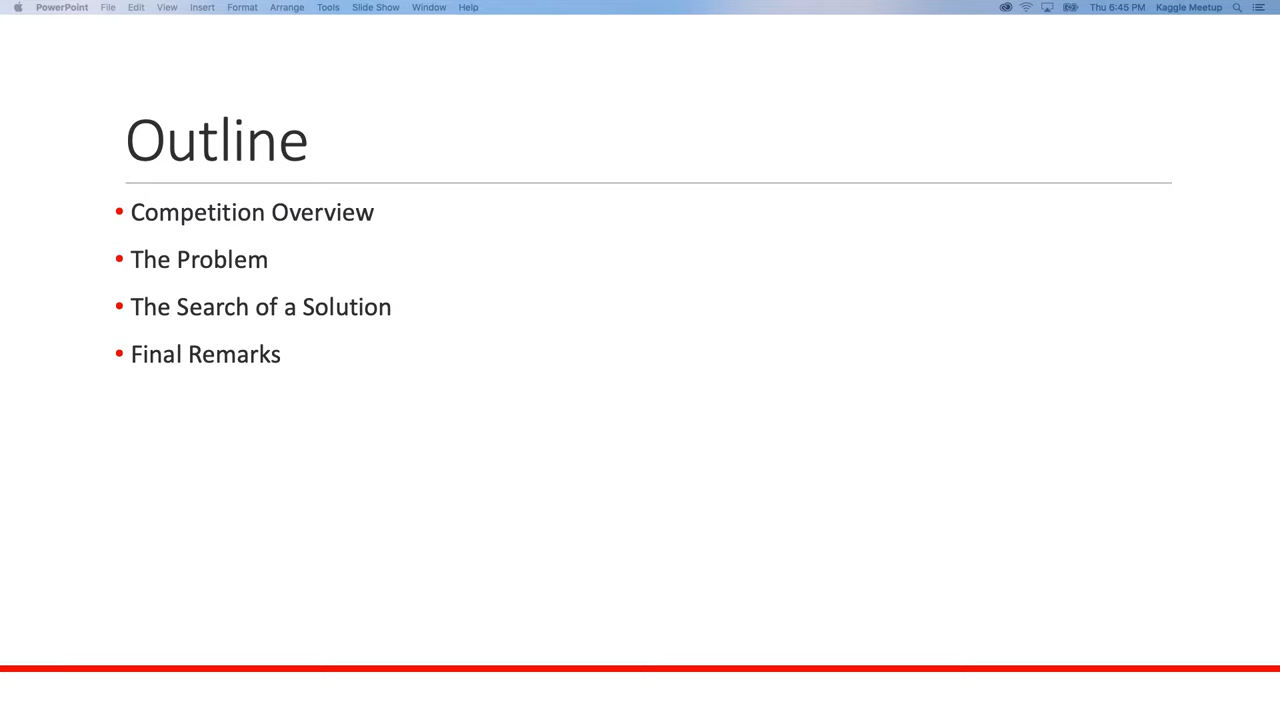 PowerPoint File Edit View Insert Format Arrange Tools Slide Show Window Help Thu 6:45 PM Kaggle Meetup
Outline
• Competition Overview
• The Problem
• The Search of a Solution
• Final Remarks